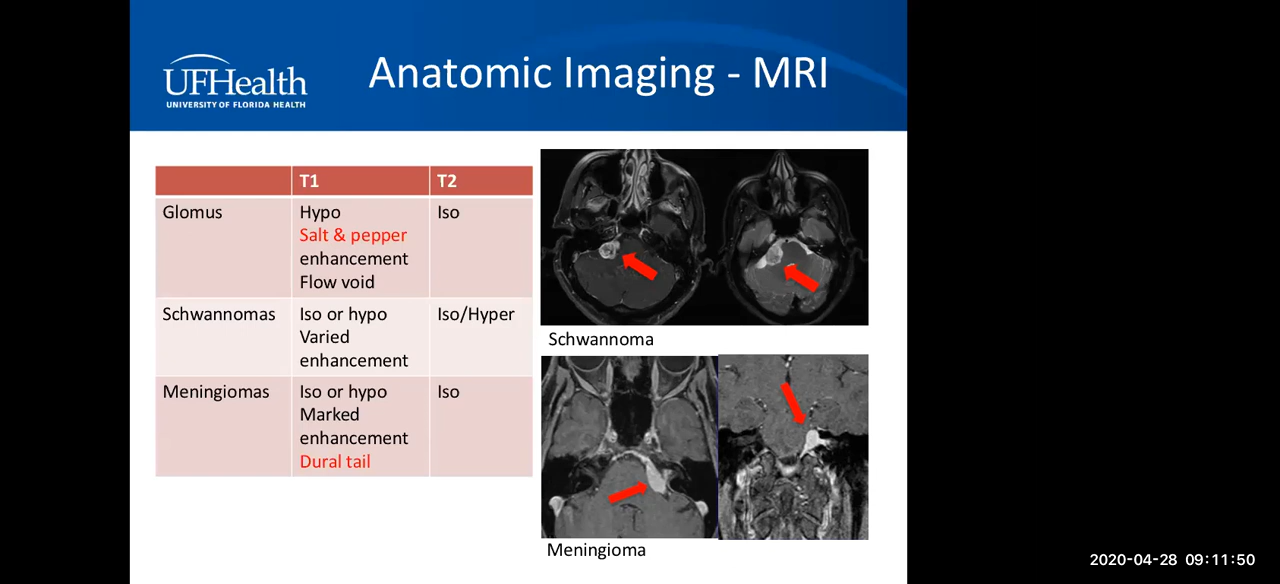 UFHealth
UNIVERSITY OF FLORIDA HEALTH
Anatomic Imaging - MRI
T1 T2
Glomus Hypo Iso
Salt & pepper
enhancement
Flow void
Schwannomas Iso or hypo Iso/Hyper
Varied
enhancement
Meningiomas Iso or hypo Iso
Marked
enhancement
Dural tail
Schwannoma
Meningioma
2020-04-28 09:11:50